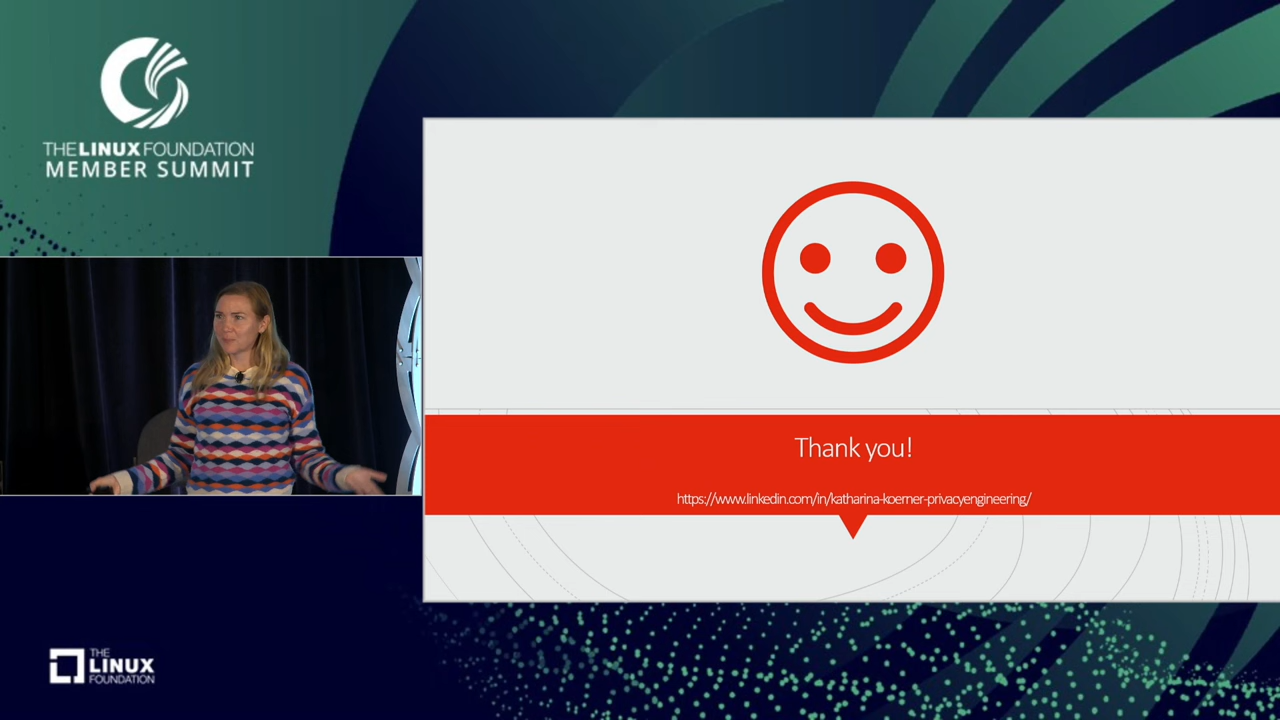 THE LINUX FOUNDATION
MEMBER SUMMIT
Thank you!
https://www.linkedin.com/in/katharina-koerner-privacyengineering/
THE
LINUX
FOUNDATION